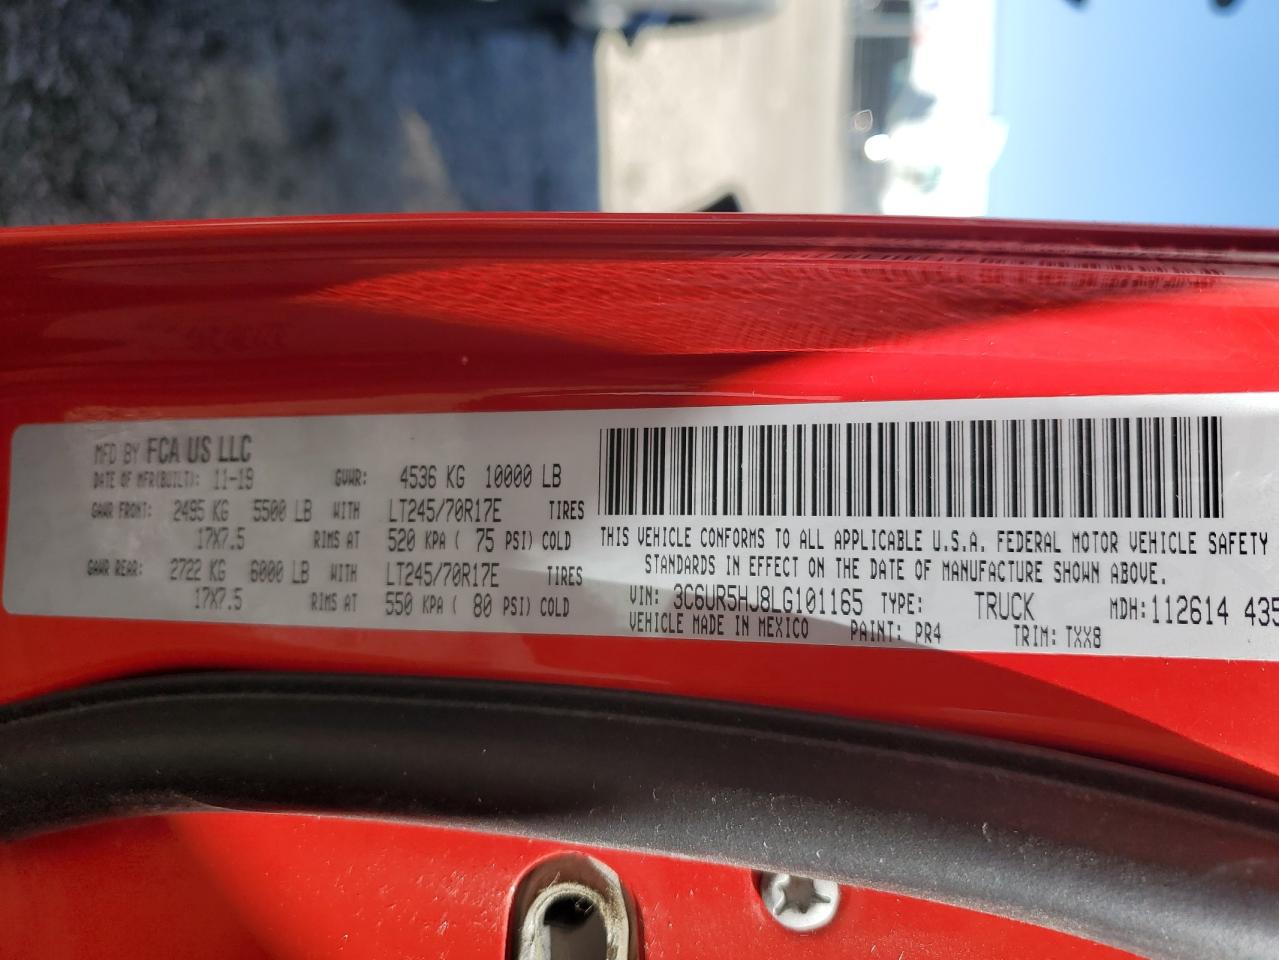 MFD BY FCA US LLC
DATE OF MFR(BUILT): 11-19 GVWR: 4536 KG 10000 LB
GAWR FRONT: 2495 KG 5500 LB WITH LT245/70R17E TIRES
17X7.5 RIMS AT 520 KPA ( 75 PSI) COLD
GAWR REAR: 2722 KG 6000 LB WITH LT245/70R17E TIRES
17X7.5 RIMS AT 550 KPA ( 80 PSI) COLD
THIS VEHICLE CONFORMS TO ALL APPLICABLE U.S.A. FEDERAL MOTOR VEHICLE SAFETY
STANDARDS IN EFFECT ON THE DATE OF MANUFACTURE SHOWN ABOVE.
VIN: 3C6UR5HJ8LG101165 TYPE: TRUCK MDH: 112614 435
VEHICLE MADE IN MEXICO PAINT: PR4 TRIM: TXX8